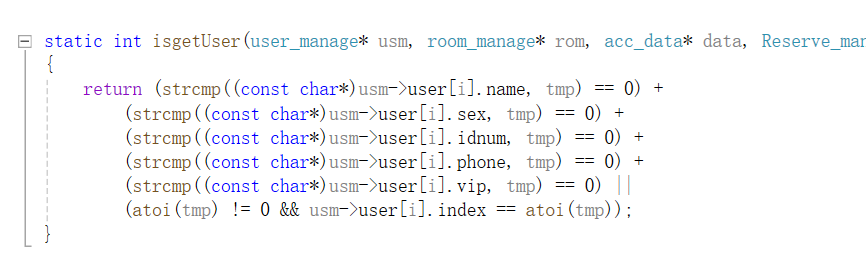 static int isgetUser(user_manage* usm, room_manage* rom, acc_data* data,
{
return (strcmp((const char*)usm->user[i].name, tmp) == 0) +
(strcmp((const char*)usm->user[i].sex, tmp) == 0) +
(strcmp((const char*)usm->user[i].idnum, tmp) == 0) +
(strcmp((const char*)usm->user[i].phone, tmp) == 0) +
(strcmp((const char*)usm->user[i].vip, tmp) == 0) ||
(atoi(tmp) != 0 && usm->user[i].index == atoi(tmp));
}